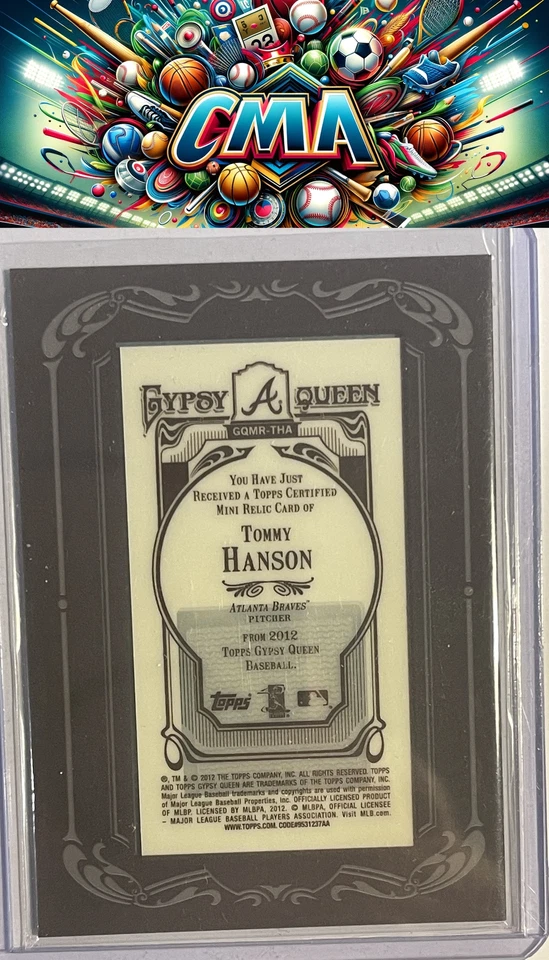 CMA
GYPSY A QUEEN
GQMR-THA
YOU HAVE JUST
RECEIVED A TOPPS CERTIFIED
MINI RELIC CARD OF
TOMMY
HANSON
ATLANTA BRAVES™
PITCHER
FROM 2012
TOPPS GYPSY QUEEN
BASEBALL.
topps
®, TM & © 2012 THE TOPPS COMPANY, INC. ALL RIGHTS RESERVED. TOPPS
AND TOPPS GYPSY QUEEN ARE TRADEMARKS OF THE TOPPS COMPANY, INC.
Major League Baseball trademarks and copyrights are used with permission
of Major League Baseball Properties, Inc. OFFICIALLY LICENSED PRODUCT
OF MLBP. LICENSED BY MLBPA, 2012. © MLBPA, OFFICIAL LICENSEE
– MAJOR LEAGUE BASEBALL PLAYERS ASSOCIATION. Visit MLB.com.
WWW.TOPPS.COM. CODE#9531237AA